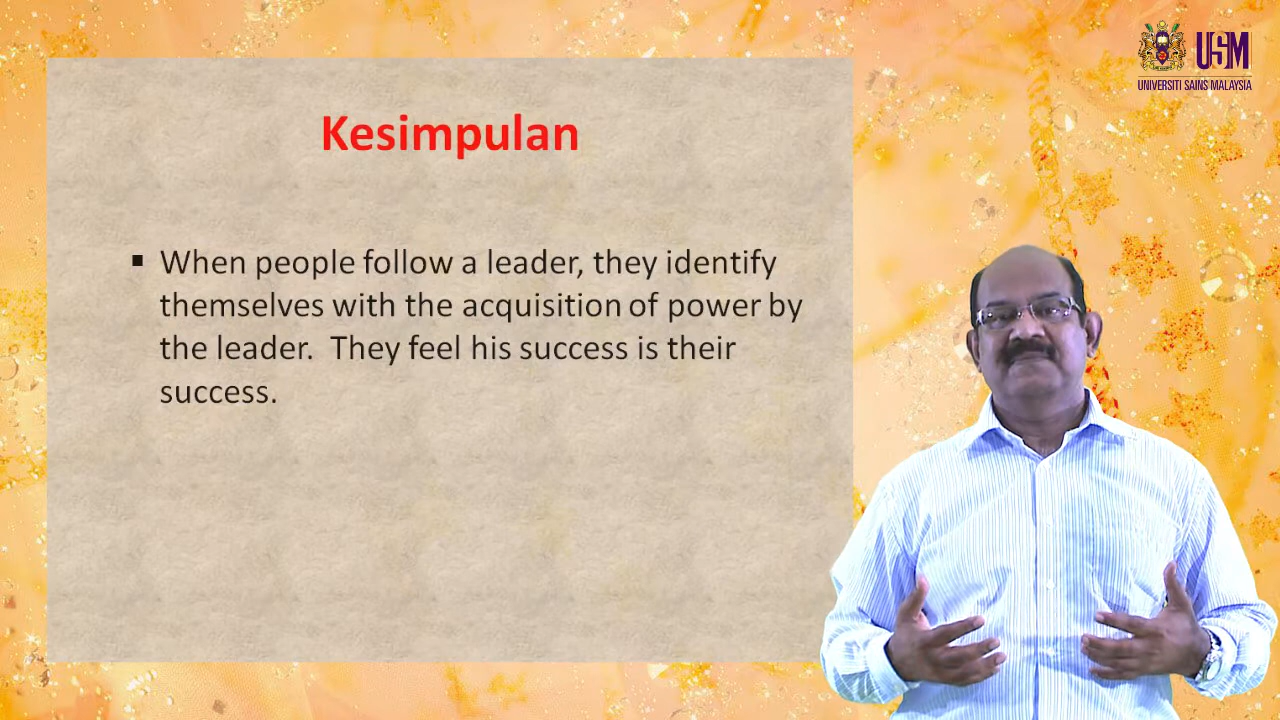 USM
UNIVERSITI SAINS MALAYSIA
Kesimpulan
▪ When people follow a leader, they identify
themselves with the acquisition of power by
the leader.  They feel his success is their
success.